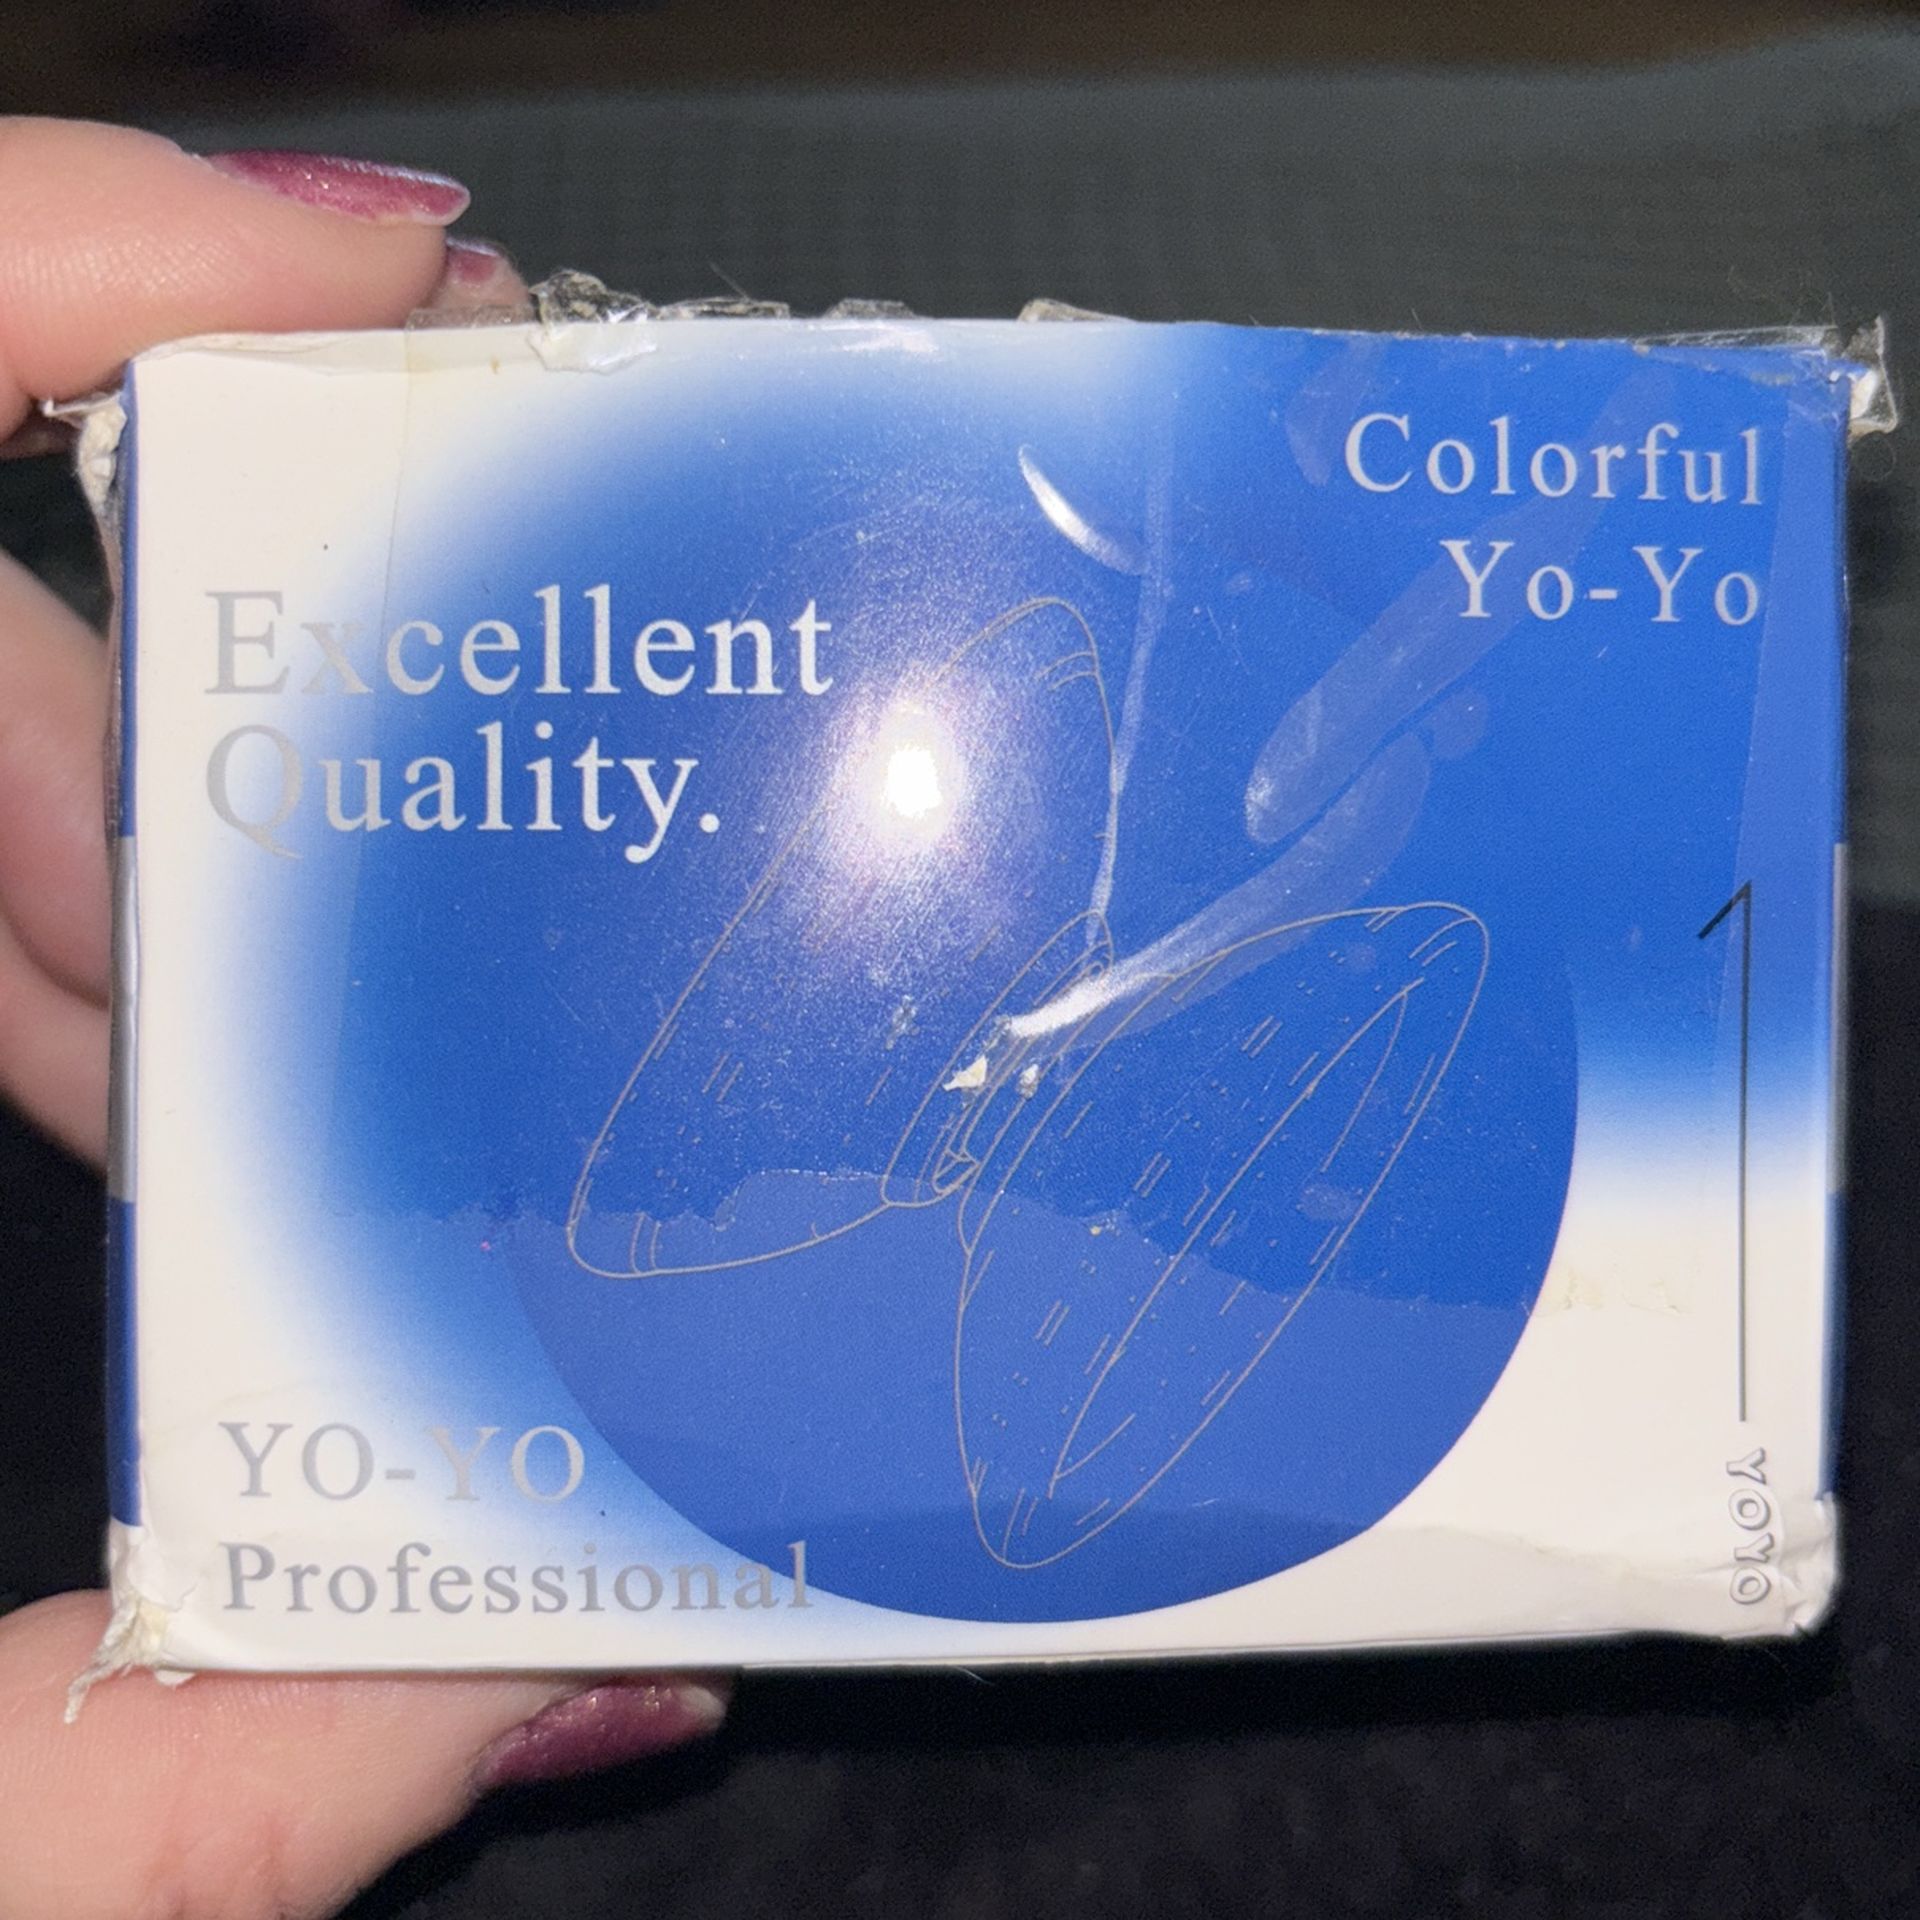 Colorful
Yo-Yo
Excellent
Quality.
1
YOYO
YO-YO
Professional